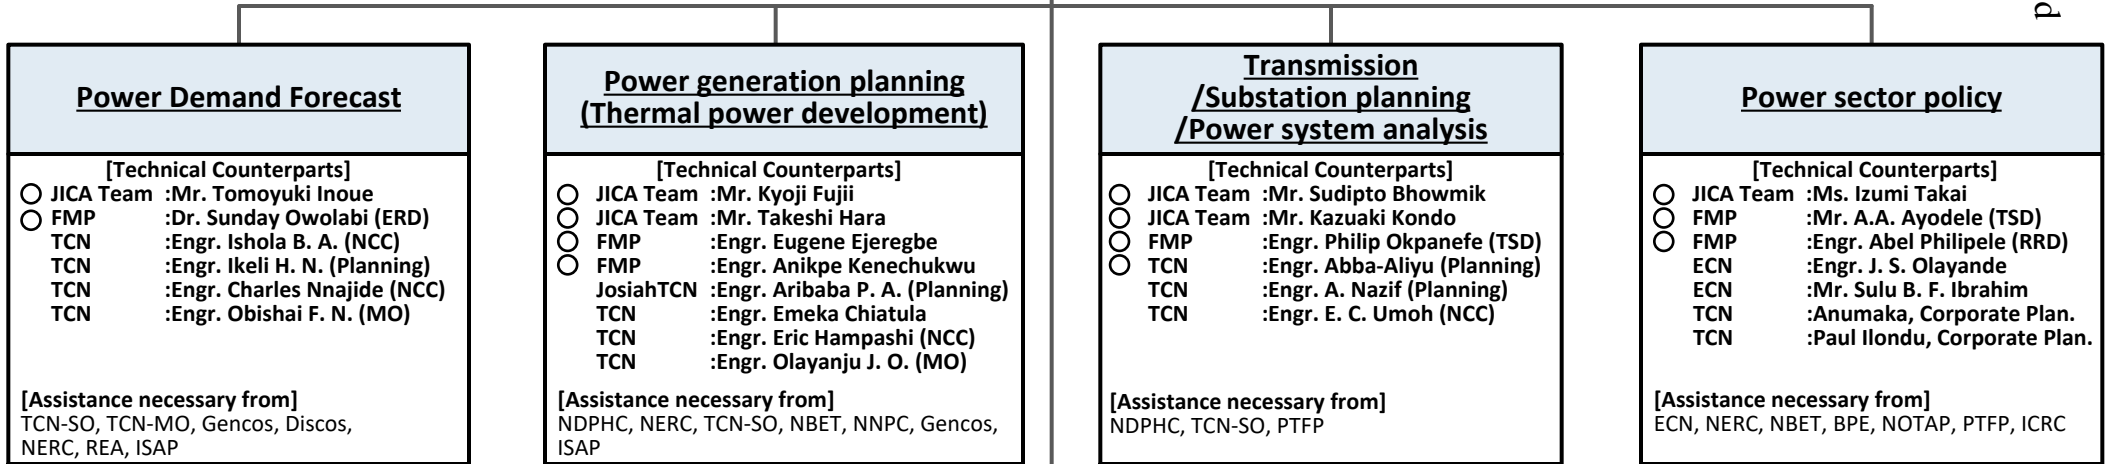 d
Power Demand Forecast
[Technical Counterparts]
JICA Team :Mr. Tomoyuki Inoue
FMP :Dr. Sunday Owolabi (ERD)
TCN :Engr. Ishola B. A. (NCC)
TCN :Engr. Ikeli H. N. (Planning)
TCN :Engr. Charles Nnajide (NCC)
TCN :Engr. Obishai F. N. (MO)
[Assistance necessary from]
TCN-SO, TCN-MO, Gencos, Discos,
NERC, REA, ISAP
Power generation planning
(Thermal power development)
[Technical Counterparts]
JICA Team :Mr. Kyoji Fujii
JICA Team :Mr. Takeshi Hara
FMP :Engr. Eugene Ejeregbe
FMP :Engr. Anikpe Kenechukwu
JosiahTCN :Engr. Aribaba P. A. (Planning)
TCN :Engr. Emeka Chiatula
TCN :Engr. Eric Hampashi (NCC)
TCN :Engr. Olayanju J. O. (MO)
[Assistance necessary from]
NDPHC, NERC, TCN-SO, NBET, NNPC, Gencos,
ISAP
Transmission
/Substation planning
/Power system analysis
[Technical Counterparts]
JICA Team :Mr. Sudipto Bhowmik
JICA Team :Mr. Kazuaki Kondo
FMP :Engr. Philip Okpanefe (TSD)
TCN :Engr. Abba-Aliyu (Planning)
TCN :Engr. A. Nazif (Planning)
TCN :Engr. E. C. Umoh (NCC)
[Assistance necessary from]
NDPHC, TCN-SO, PTFP
Power sector policy
[Technical Counterparts]
JICA Team :Ms. Izumi Takai
FMP :Mr. A.A. Ayodele (TSD)
FMP :Engr. Abel Philipele (RRD)
ECN :Engr. J. S. Olayande
ECN :Mr. Sulu B. F. Ibrahim
TCN :Anumaka, Corporate Plan.
TCN :Paul Ilondu, Corporate Plan.
[Assistance necessary from]
ECN, NERC, NBET, BPE, NOTAP, PTFP, ICRC